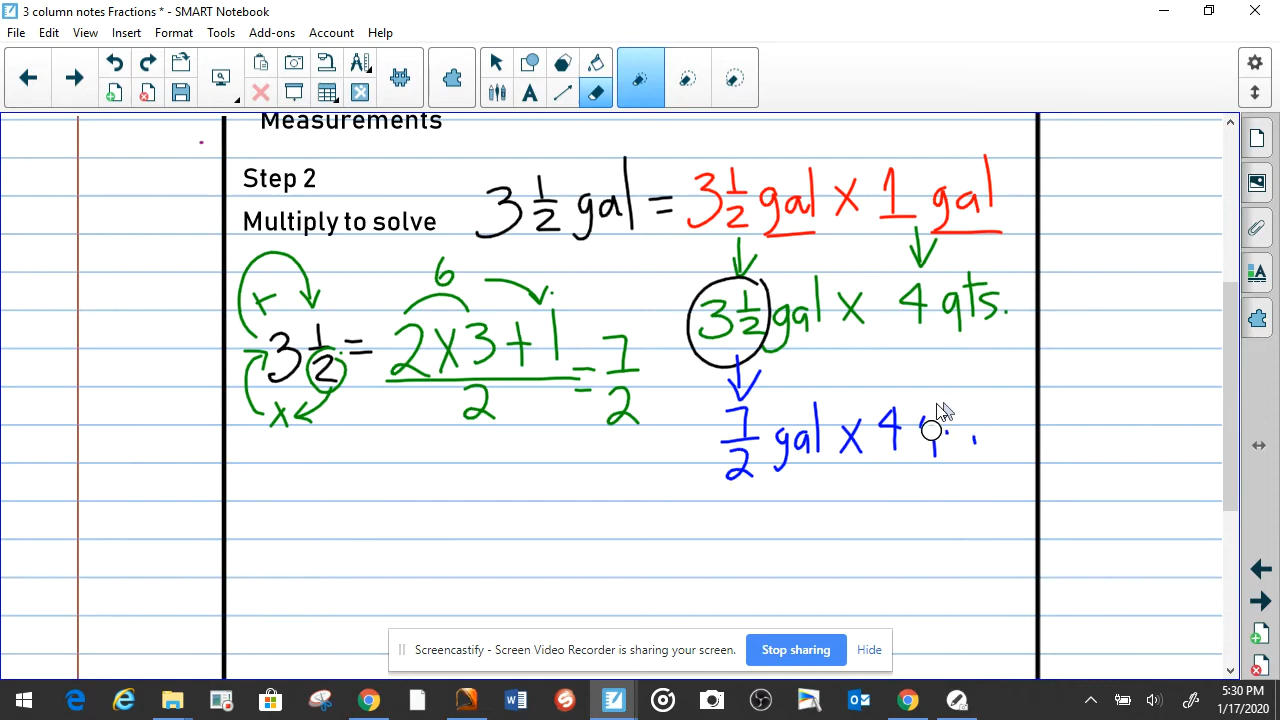 3 column notes Fractions * - SMART Notebook
File Edit View Insert Format Tools Add-ons Account Help
Measurements
Step 2
Multiply to solve
3 1/2 gal = 3 1/2 gal x 1 gal
3 1/2 gal x 4 qts.
+
6
3 1/2 = 2 x 3 + 1 / 2 = 7/2
x
7/2 gal x 4
Screencastify - Screen Video Recorder is sharing your screen. Stop sharing Hide
5:30 PM
1/17/2020